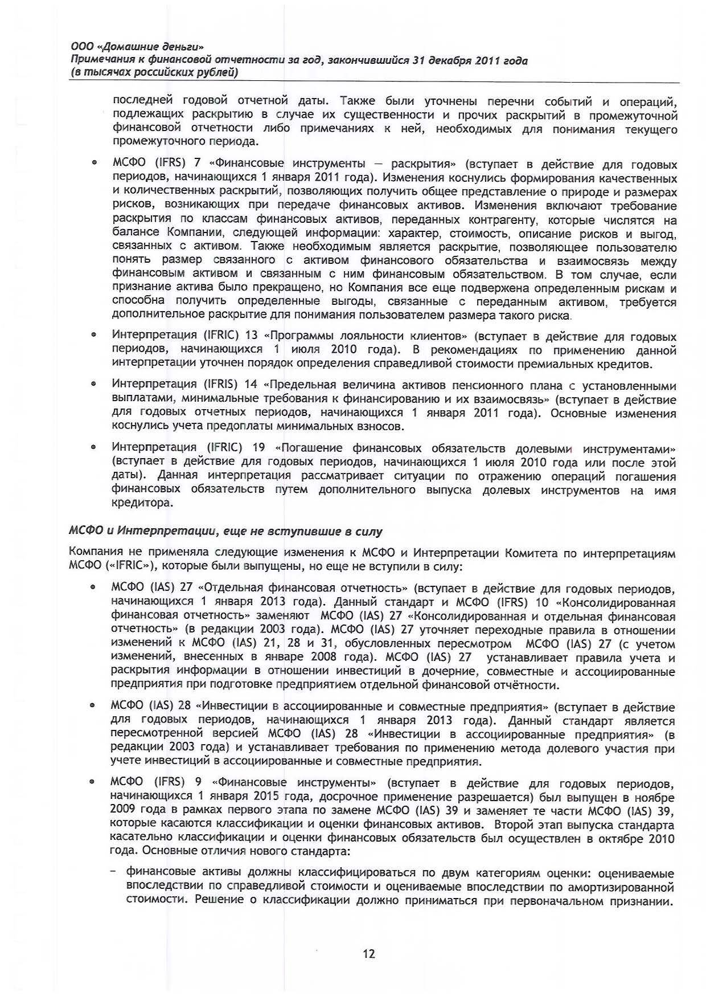 ООО «Домашние деньги»
Примечания к финансовой отчетности за год, закончившийся 31 декабря 2011 года
(в тысячах российских рублей)
последней годовой отчетной даты. Также были уточнены перечни событий и операций,
подлежащих раскрытию в случае их существенности и прочих раскрытий в промежуточной
финансовой отчетности либо примечаниях к ней, необходимых для понимания текущего
промежуточного периода.
• МСФО (IFRS) 7 «Финансовые инструменты — раскрытия» (вступает в действие для годовых
периодов, начинающихся 1 января 2011 года). Изменения коснулись формирования качественных
и количественных раскрытий, позволяющих получить общее представление о природе и размерах
рисков, возникающих при передаче финансовых активов. Изменения включают требование
раскрытия по классам финансовых активов, переданных контрагенту, которые числятся на
балансе Компании, следующей информации: характер, стоимость, описание рисков и выгод,
связанных с активом. Также необходимым является раскрытие, позволяющее пользователю
понять размер связанного с активом финансового обязательства и взаимосвязь между
финансовым активом и связанным с ним финансовым обязательством. В том случае, если
признание актива было прекращено, но Компания все еще подвержена определенным рискам и
способна получить определенные выгоды, связанные с переданным активом, требуется
дополнительное раскрытие для понимания пользователем размера такого риска.
• Интерпретация (IFRIC) 13 «Программы лояльности клиентов» (вступает в действие для годовых
периодов, начинающихся 1 июля 2010 года). В рекомендациях по применению данной
интерпретации уточнен порядок определения справедливой стоимости премиальных кредитов.
• Интерпретация (IFRIS) 14 «Предельная величина активов пенсионного плана с установленными
выплатами, минимальные требования к финансированию и их взаимосвязь» (вступает в действие
для годовых отчетных периодов, начинающихся 1 января 2011 года). Основные изменения
коснулись учета предоплаты минимальных взносов.
• Интерпретация (IFRIC) 19 «Погашение финансовых обязательств долевыми инструментами»
(вступает в действие для годовых периодов, начинающихся 1 июля 2010 года или после этой
даты). Данная интерпретация рассматривает ситуации по отражению операций погашения
финансовых обязательств путем дополнительного выпуска долевых инструментов на имя
кредитора.
МСФО и Интерпретации, еще не вступившие в силу
Компания не применяла следующие изменения к МСФО и Интерпретации Комитета по интерпретациям
МСФО («IFRIC»), которые были выпущены, но еще не вступили в силу:
• МСФО (IAS) 27 «Отдельная финансовая отчетность» (вступает в действие для годовых периодов,
начинающихся 1 января 2013 года). Данный стандарт и МСФО (IFRS) 10 «Консолидированная
финансовая отчетность» заменяют МСФО (IAS) 27 «Консолидированная и отдельная финансовая
отчетность» (в редакции 2003 года). МСФО (IAS) 27 уточняет переходные правила в отношении
изменений к МСФО (IAS) 21, 28 и 31, обусловленных пересмотром МСФО (IAS) 27 (с учетом
изменений, внесенных в январе 2008 года). МСФО (IAS) 27 устанавливает правила учета и
раскрытия информации в отношении инвестиций в дочерние, совместные и ассоциированные
предприятия при подготовке предприятием отдельной финансовой отчётности.
• МСФО (IAS) 28 «Инвестиции в ассоциированные и совместные предприятия» (вступает в действие
для годовых периодов, начинающихся 1 января 2013 года). Данный стандарт является
пересмотренной версией МСФО (IAS) 28 «Инвестиции в ассоциированные предприятия» (в
редакции 2003 года) и устанавливает требования по применению метода долевого участия при
учете инвестиций в ассоциированные и совместные предприятия.
• МСФО (IFRS) 9 «Финансовые инструменты» (вступает в действие для годовых периодов,
начинающихся 1 января 2015 года, досрочное применение разрешается) был выпущен в ноябре
2009 года в рамках первого этапа по замене МСФО (IAS) 39 и заменяет те части МСФО (IAS) 39,
которые касаются классификации и оценки финансовых активов. Второй этап выпуска стандарта
касательно классификации и оценки финансовых обязательств был осуществлен в октябре 2010
года. Основные отличия нового стандарта:
– финансовые активы должны классифицироваться по двум категориям оценки: оцениваемые
впоследствии по справедливой стоимости и оцениваемые впоследствии по амортизированной
стоимости. Решение о классификации должно приниматься при первоначальном признании.
12